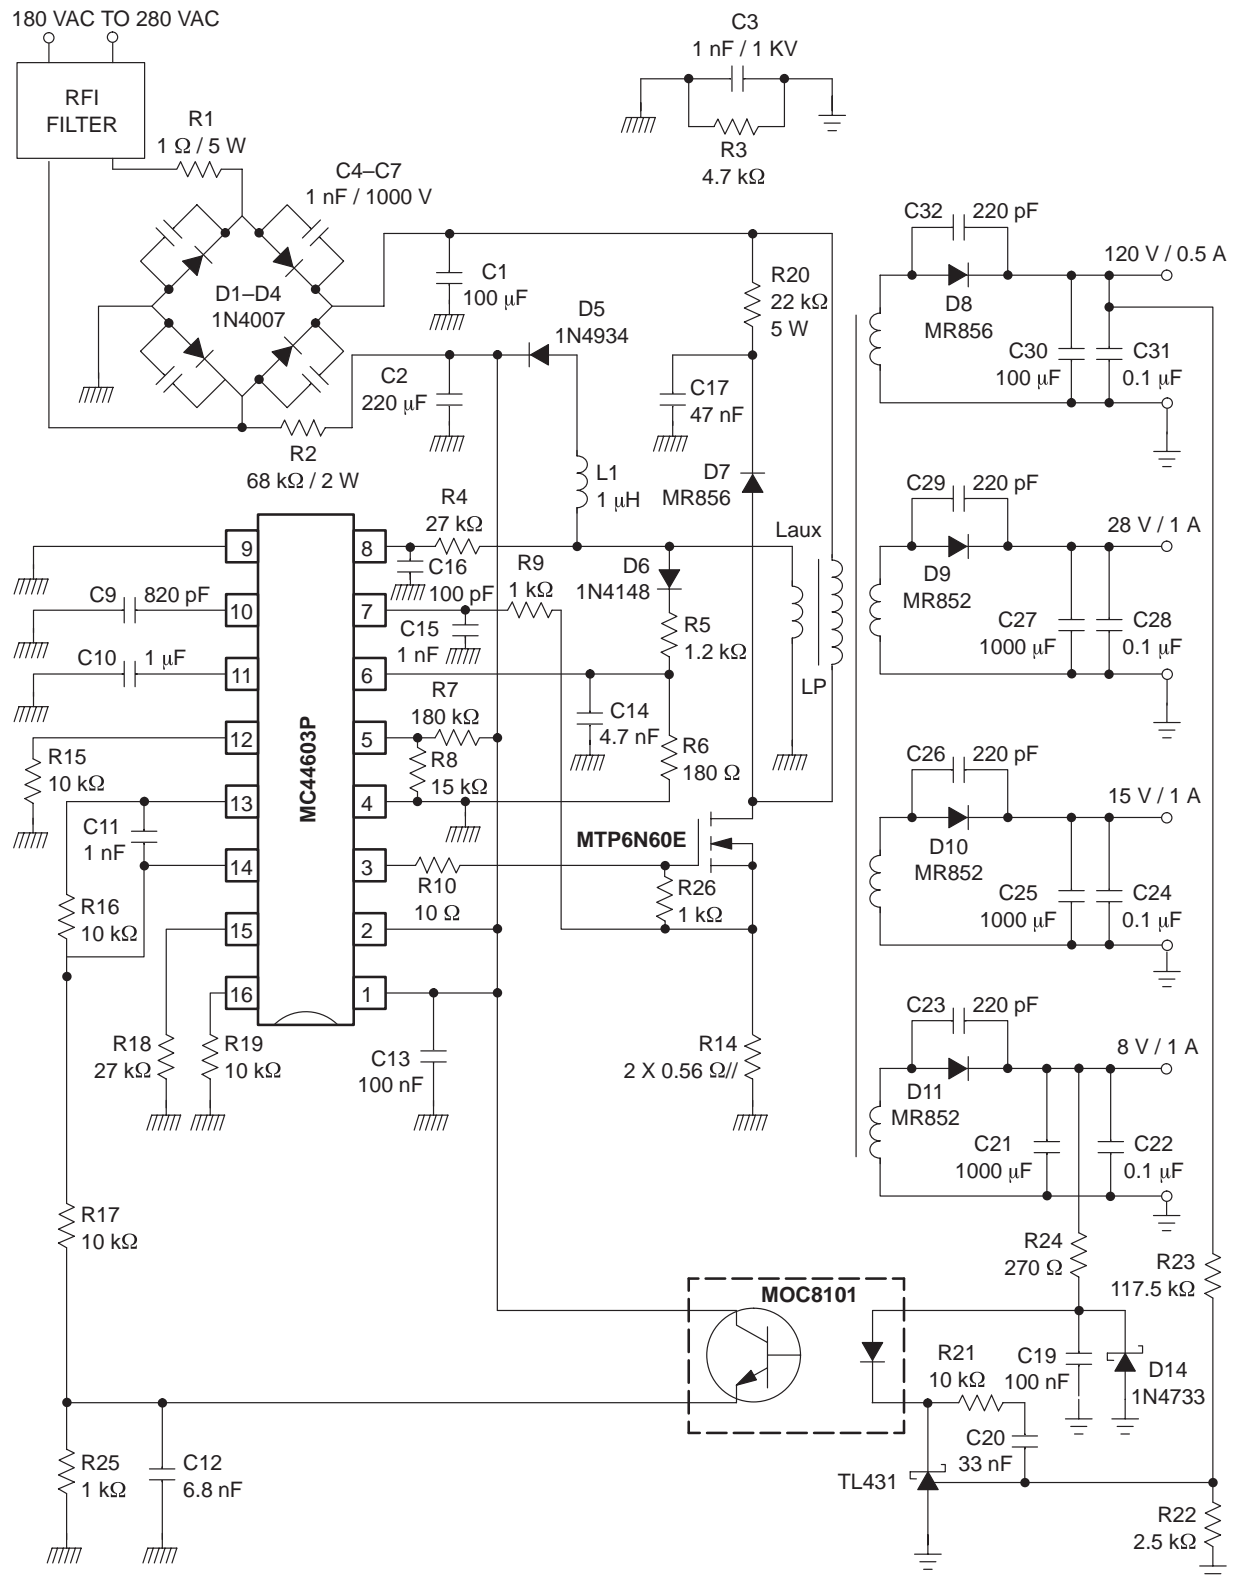 180 VAC TO 280 VAC
RFI
FILTER
R1
1 Ω / 5 W
C4–C7
1 nF / 1000 V
C3
1 nF / 1 KV
R3
4.7 kΩ
D1–D4
1N4007
C1
100 µF
R2
68 kΩ / 2 W
C2
220 µF
D5
1N4934
L1
1 µH
R20
22 kΩ
5 W
C17
47 nF
D7
MR856
Laux
LP
C32
220 pF
D8
MR856
120 V / 0.5 A
C30
100 µF
C31
0.1 µF
C29
220 pF
D9
MR852
28 V / 1 A
C27
1000 µF
C28
0.1 µF
C26
220 pF
D10
MR852
15 V / 1 A
C25
1000 µF
C24
0.1 µF
C23
220 pF
D11
MR852
8 V / 1 A
C21
1000 µF
C22
0.1 µF
MC44603P
9
10
11
12
13
14
15
16
8
7
6
5
4
3
2
1
R4
27 kΩ
C16
100 pF
R9
1 kΩ
C15
1 nF
D6
1N4148
R5
1.2 kΩ
C14
4.7 nF
R6
180 Ω
R7
180 kΩ
R8
15 kΩ
C9
820 pF
C10
1 µF
R15
10 kΩ
C11
1 nF
R16
10 kΩ
MTP6N60E
R10
10 Ω
R26
1 kΩ
R18
27 kΩ
R19
10 kΩ
C13
100 nF
R14
2 X 0.56 Ω//
R17
10 kΩ
R24
270 Ω
R23
117.5 kΩ
MOC8101
R21
10 kΩ
C19
100 nF
D14
1N4733
C20
33 nF
TL431
R22
2.5 kΩ
R25
1 kΩ
C12
6.8 nF